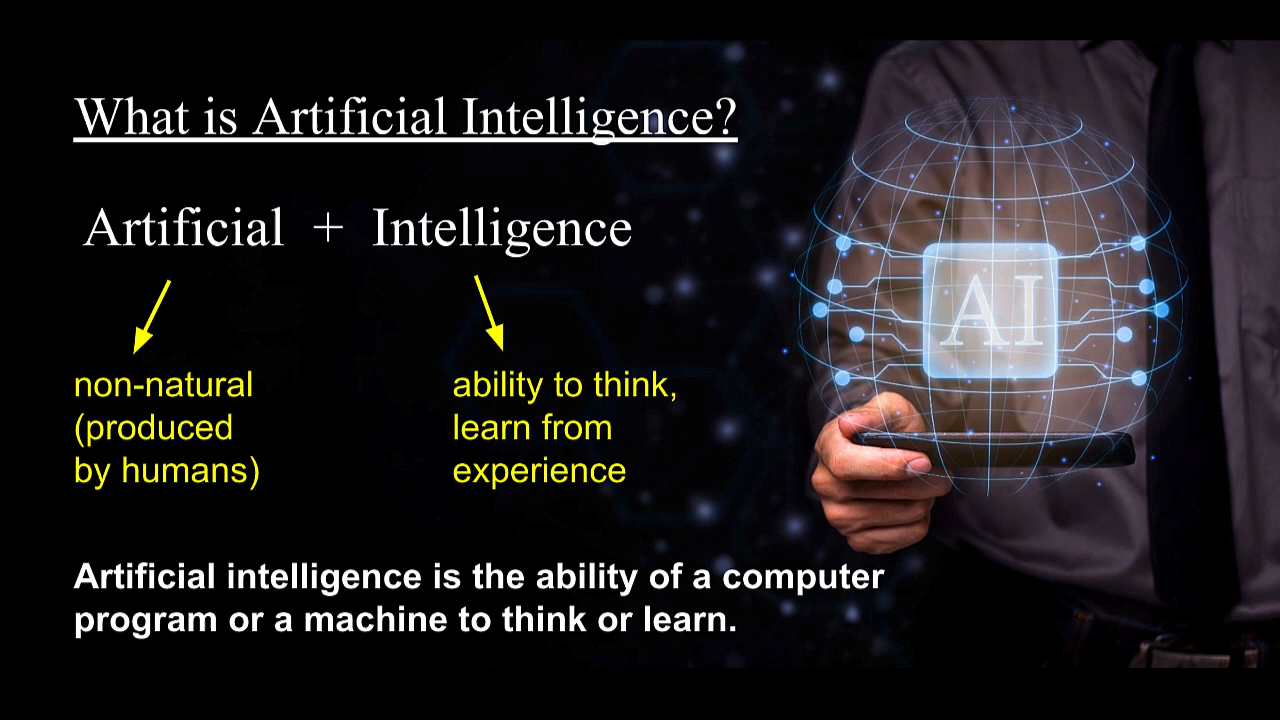 What is Artificial Intelligence?
Artificial + Intelligence
non-natural
(produced
by humans)
ability to think,
learn from
experience
AI
Artificial intelligence is the ability of a computer
program or a machine to think or learn.